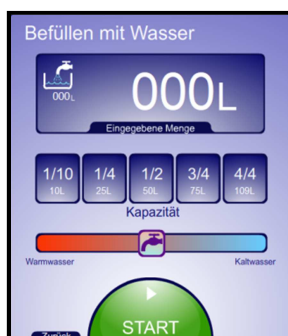 Befüllen mit Wasser
000L
000L
Eingegebene Menge
1/10 1/4 1/2 3/4 4/4
10L 25L 50L 75L 109L
Kapazität
Warmwasser Kaltwasser
START
Zurück